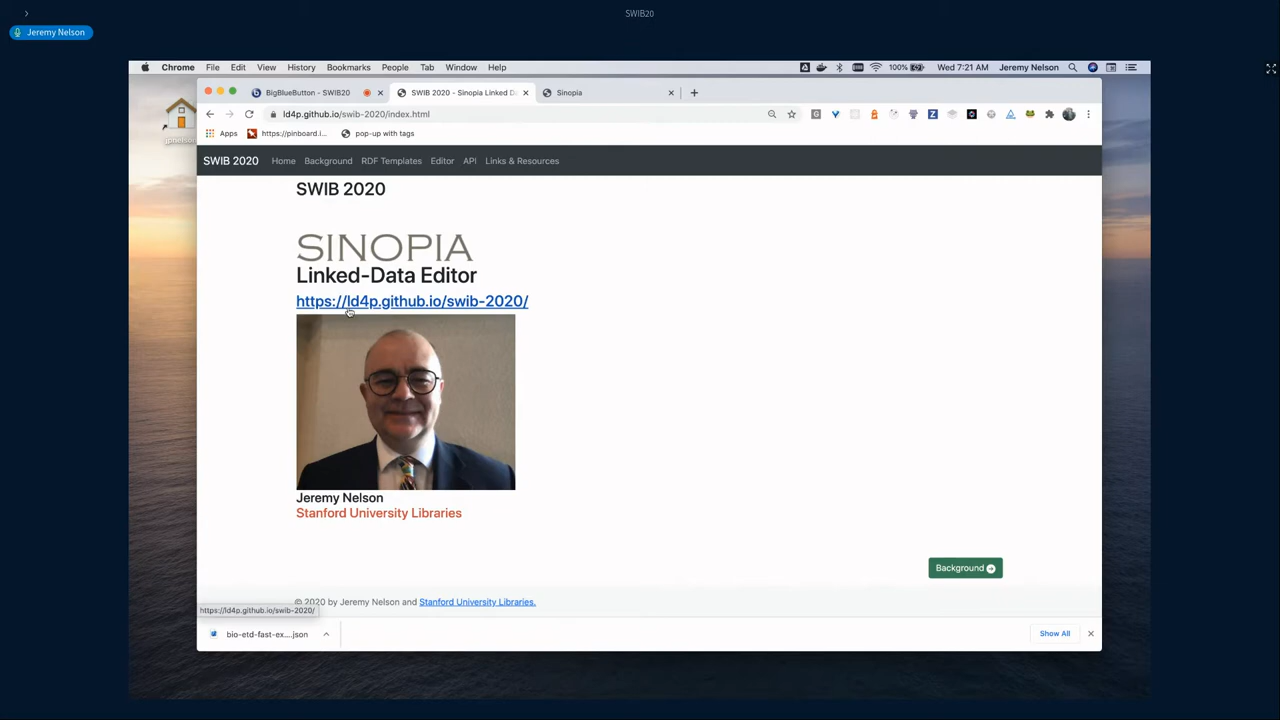 SWIB20
Jeremy Nelson
Chrome File Edit View History Bookmarks People Tab Window Help
100% Wed 7:21 AM Jeremy Nelson
BigBlueButton - SWIB20
SWIB 2020 - Sinopia Linked D
Sinopia
ld4p.github.io/swib-2020/index.html
Apps https://pinboard.i... pop-up with tags
SWIB 2020 Home Background RDF Templates Editor API Links & Resources
SWIB 2020
SINOPIA
Linked-Data Editor
https://ld4p.github.io/swib-2020/
Jeremy Nelson
Stanford University Libraries
Background
© 2020 by Jeremy Nelson and Stanford University Libraries.
https://ld4p.github.io/swib-2020/
bio-etd-fast-ex....json
Show All